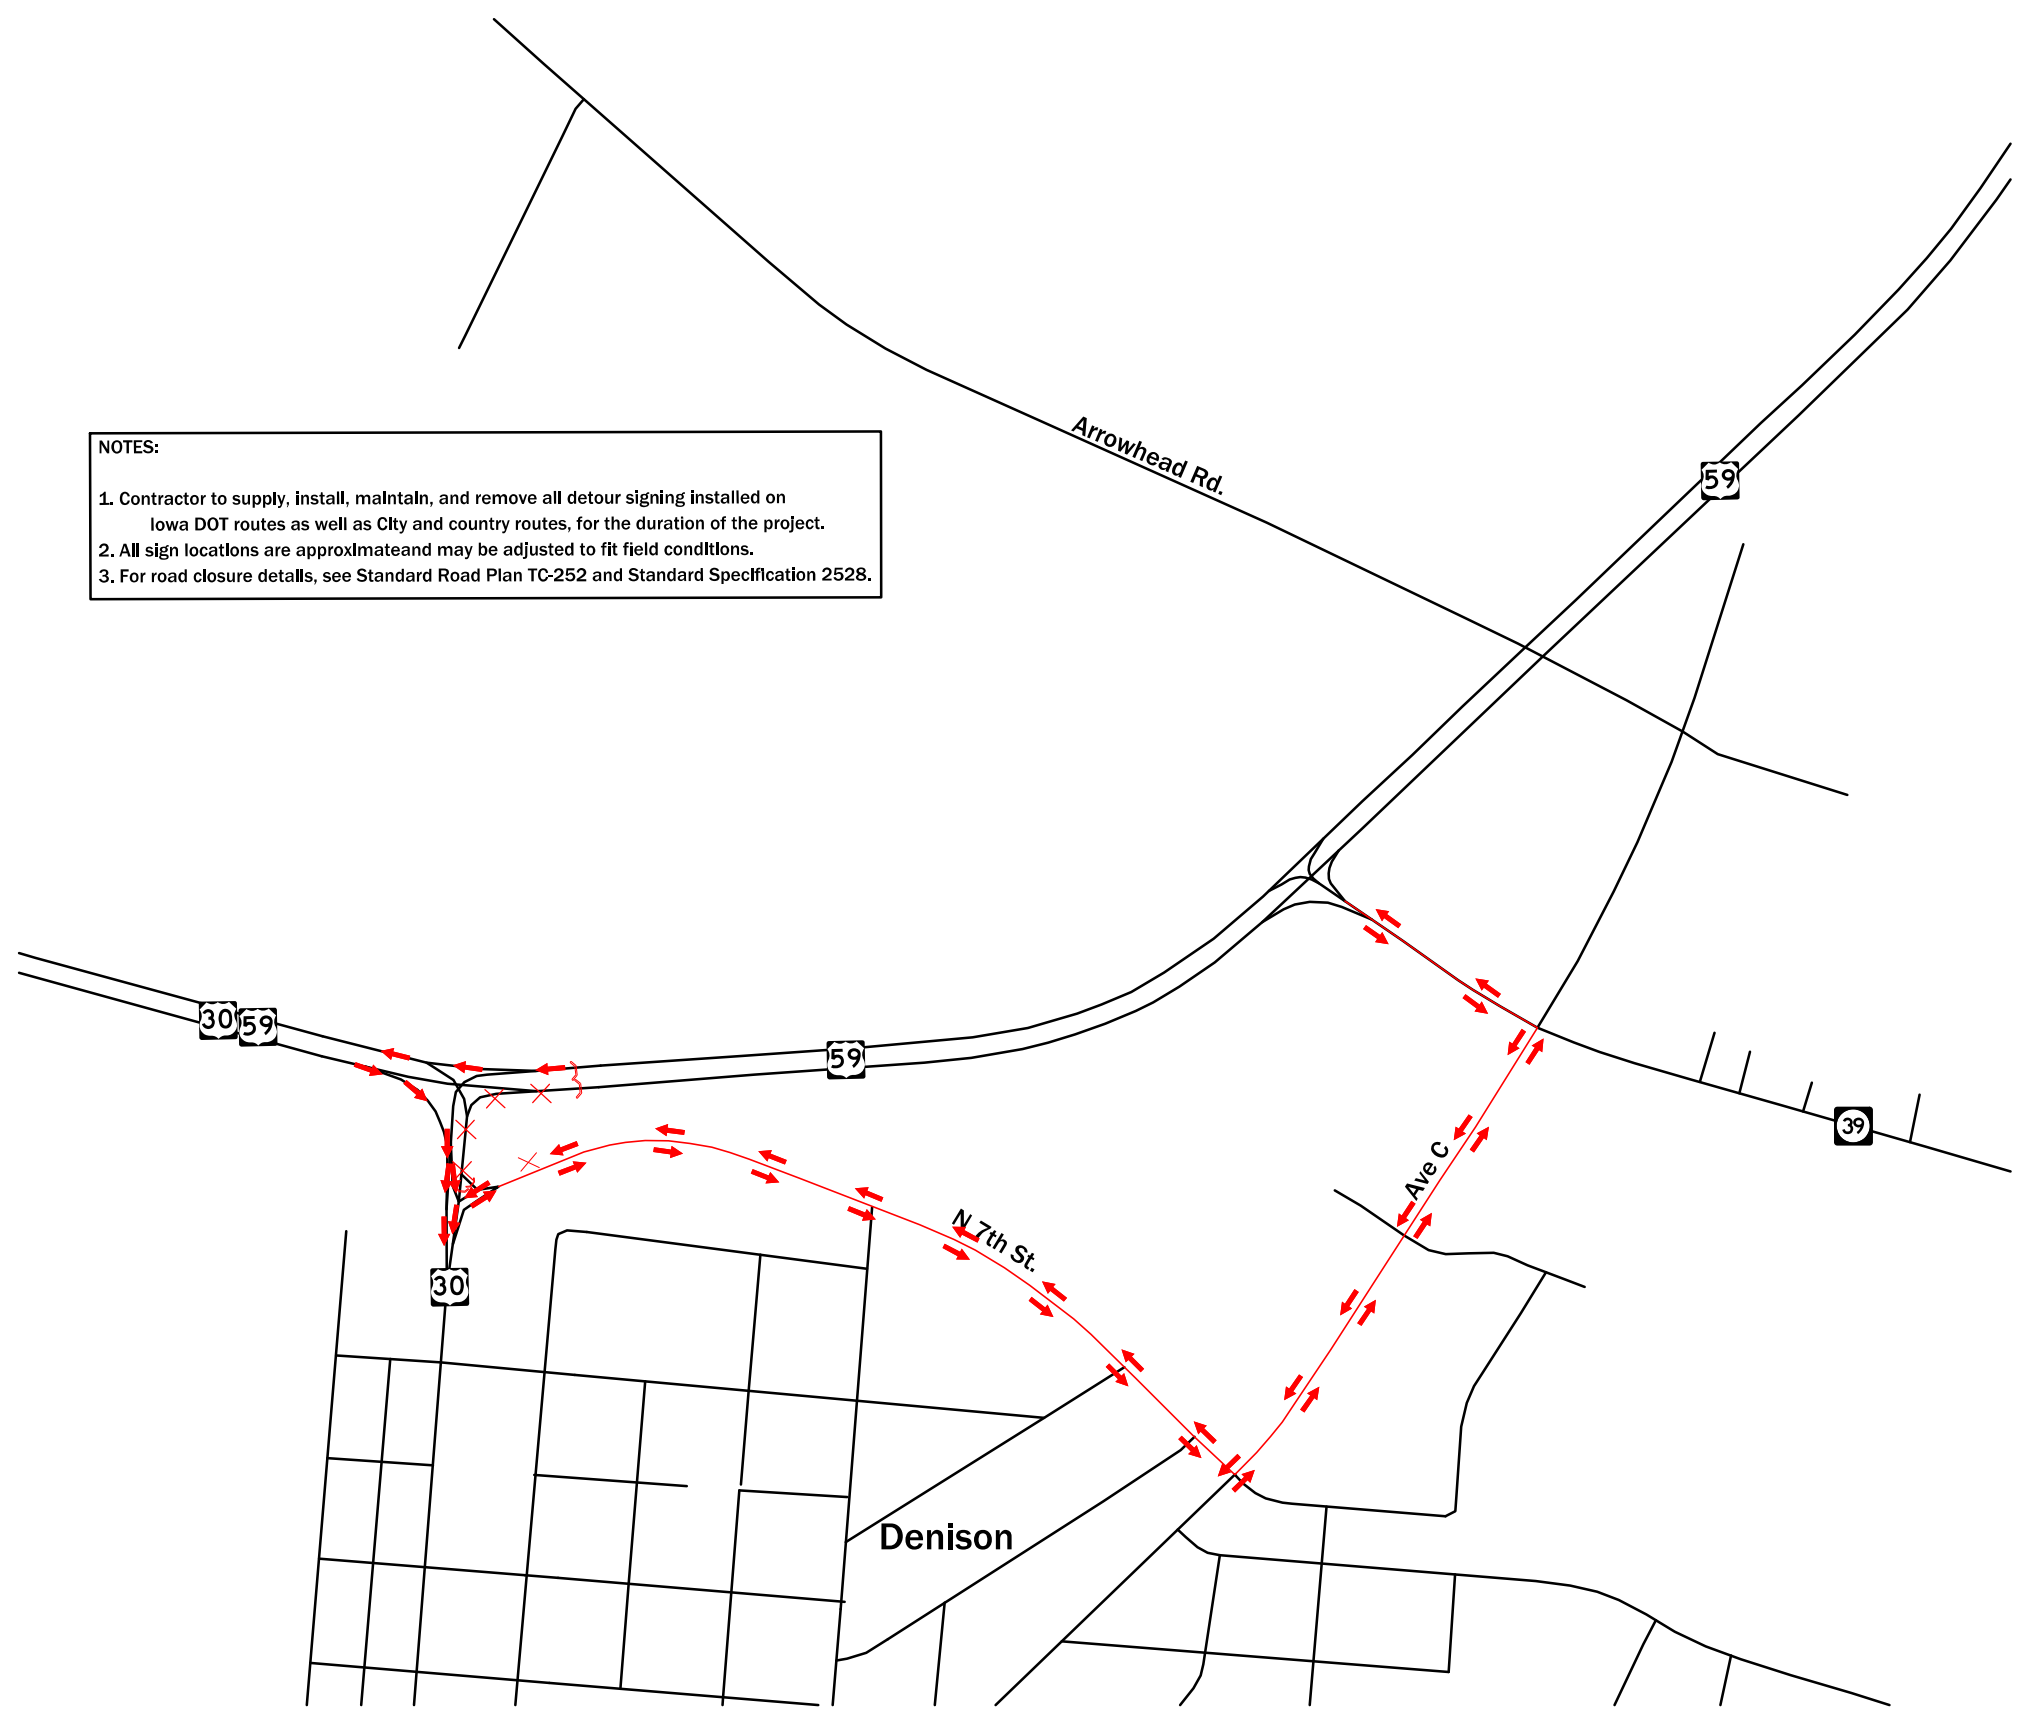 Arrowhead Rd.
NOTES:
1. Contractor to supply, install, maintain, and remove all detour signing installed on
Iowa DOT routes as well as City and country routes, for the duration of the project.
2. All sign locations are approximateand may be adjusted to fit field conditions.
3. For road closure details, see Standard Road Plan TC-252 and Standard Specification 2528.
59
30
59
59
39
Ave C
N 7th St.
30
Denison